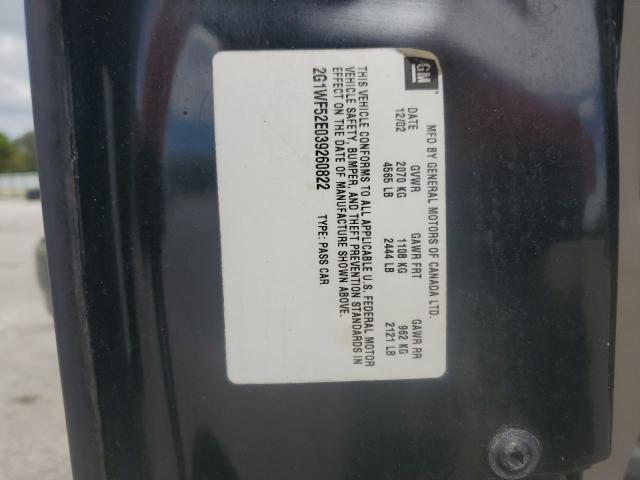 GM
MFD BY GENERAL MOTORS OF CANADA LTD.
DATE GVWR GAWR FRT GAWR RR
12/02 2070 KG 1108 KG 962 KG
4565 LB 2444 LB 2121 LB
THIS VEHICLE CONFORMS TO ALL APPLICABLE U.S. FEDERAL MOTOR
VEHICLE SAFETY, BUMPER, AND THEFT PREVENTION STANDARDS IN
EFFECT ON THE DATE OF MANUFACTURE SHOWN ABOVE.
2G1WF52E039260822 TYPE: PASS CAR